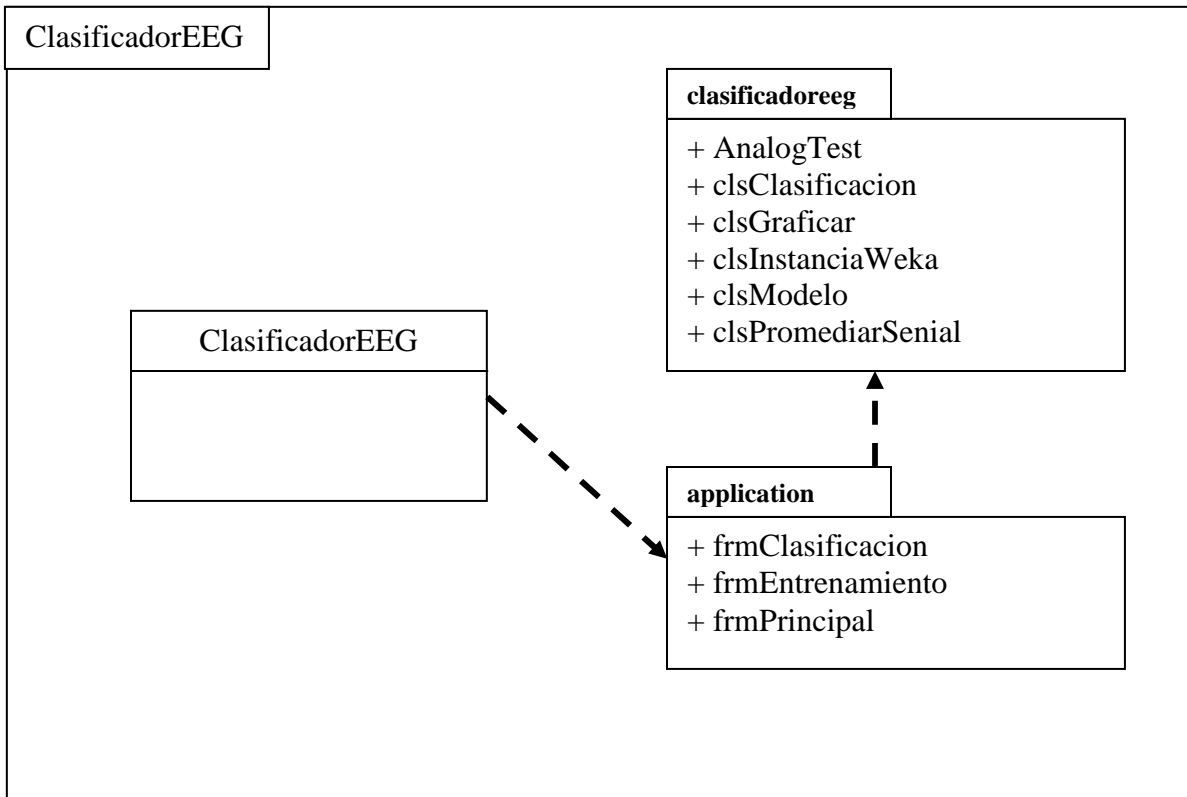 ClasificadorEEG
clasificadoreeg
+ AnalogTest
+ clsClasificacion
+ clsGraficar
+ clsInstanciaWeka
+ clsModelo
+ clsPromediarSenial
ClasificadorEEG
application
+ frmClasificacion
+ frmEntrenamiento
+ frmPrincipal